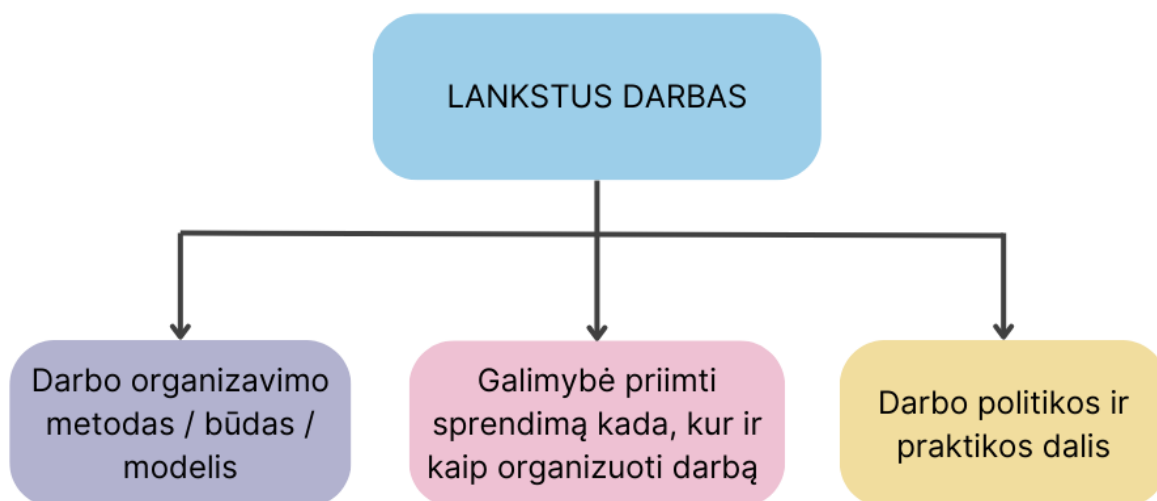 LANKSTUS DARBAS
Darbo organizavimo
metodas / būdas /
modelis
Galimybė priimti
sprendimą kada, kur ir
kaip organizuoti darbą
Darbo politikos ir
praktikos dalis